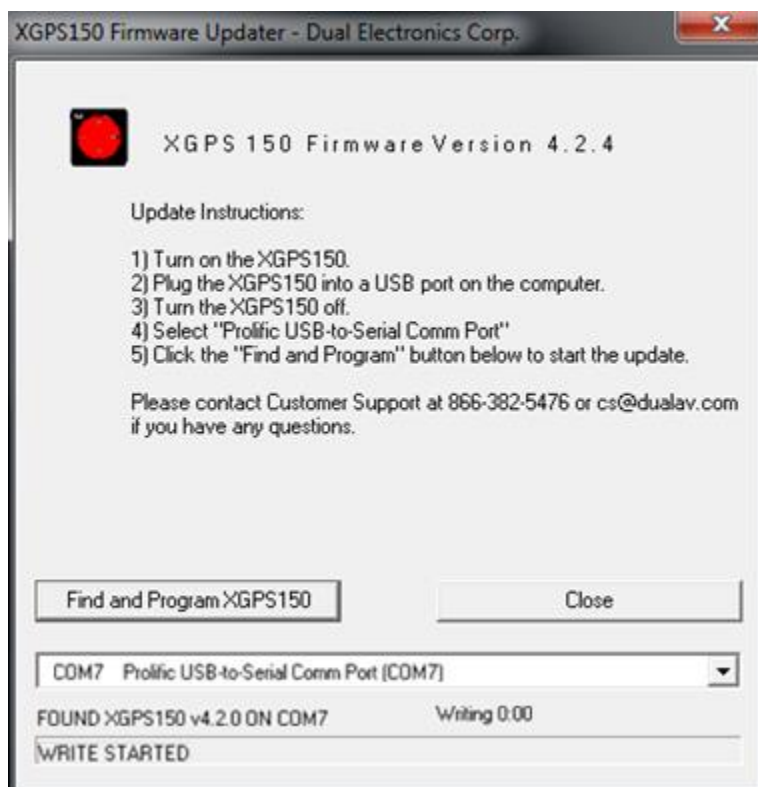 XGPS150 Firmware Updater - Dual Electronics Corp.
XGPS 150 Firmware Version 4.2.4
Update Instructions:
1) Turn on the XGPS150.
2) Plug the XGPS150 into a USB port on the computer.
3) Turn the XGPS150 off.
4) Select "Prolific USB-to-Serial Comm Port"
5) Click the "Find and Program" button below to start the update.
Please contact Customer Support at 866-382-5476 or cs@dualav.com
if you have any questions.
Find and Program XGPS150 Close
COM7 Prolific USB-to-Serial Comm Port (COM7)
FOUND XGPS150 v4.2.0 ON COM7 Writing 0:00
WRITE STARTED